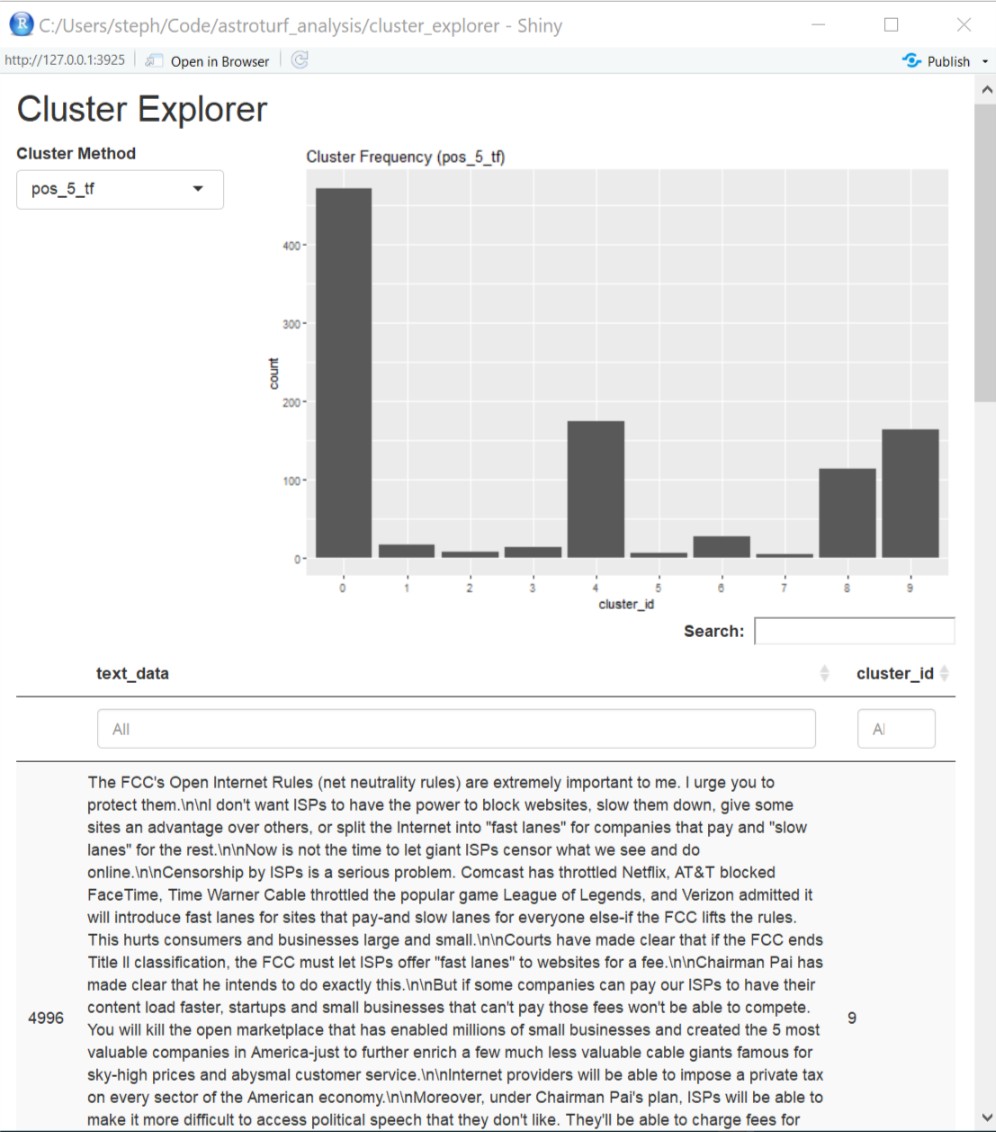 C:/Users/steph/Code/astroturf_analysis/cluster_explorer - Shiny
http://127.0.0.1:3925 Open in Browser Publish
Cluster Explorer
Cluster Method
pos_5_tf
Cluster Frequency (pos_5_tf)
400
300
200
100
0
count
0 1 2 3 4 5 6 7 8 9
cluster_id
Search:
text_data cluster_id
All Al
The FCC's Open Internet Rules (net neutrality rules) are extremely important to me. I urge you to
protect them.\n\nI don't want ISPs to have the power to block websites, slow them down, give some
sites an advantage over others, or split the Internet into "fast lanes" for companies that pay and "slow
lanes" for the rest.\n\nNow is not the time to let giant ISPs censor what we see and do
online.\n\nCensorship by ISPs is a serious problem. Comcast has throttled Netflix, AT&T blocked
FaceTime, Time Warner Cable throttled the popular game League of Legends, and Verizon admitted it
will introduce fast lanes for sites that pay-and slow lanes for everyone else-if the FCC lifts the rules.
This hurts consumers and businesses large and small.\n\nCourts have made clear that if the FCC ends
Title II classification, the FCC must let ISPs offer "fast lanes" to websites for a fee.\n\nChairman Pai has
made clear that he intends to do exactly this.\n\nBut if some companies can pay our ISPs to have their
content load faster, startups and small businesses that can't pay those fees won't be able to compete.
4996 9
You will kill the open marketplace that has enabled millions of small businesses and created the 5 most
valuable companies in America-just to further enrich a few much less valuable cable giants famous for
sky-high prices and abysmal customer service.\n\nInternet providers will be able to impose a private tax
on every sector of the American economy.\n\nMoreover, under Chairman Pai's plan, ISPs will be able to
make it more difficult to access political speech that they don't like. They'll be able to charge fees for